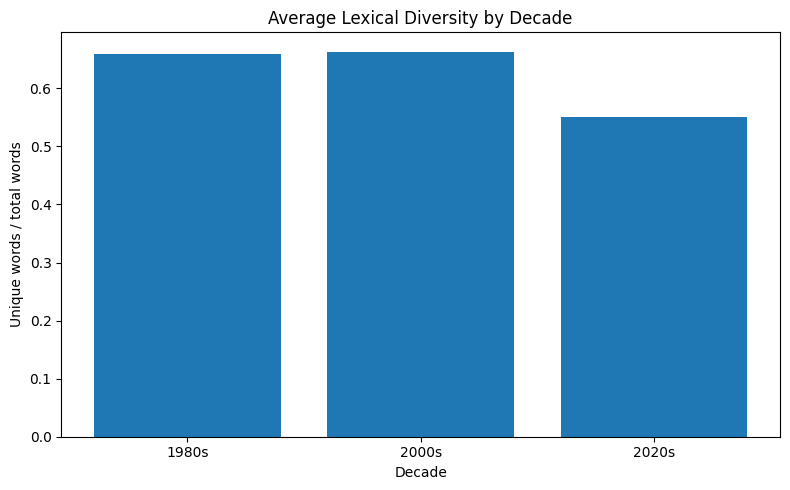 Average Lexical Diversity by Decade
Unique words / total words
0.6
0.5
0.4
0.3
0.2
0.1
0.0
1980s 2000s 2020s
Decade